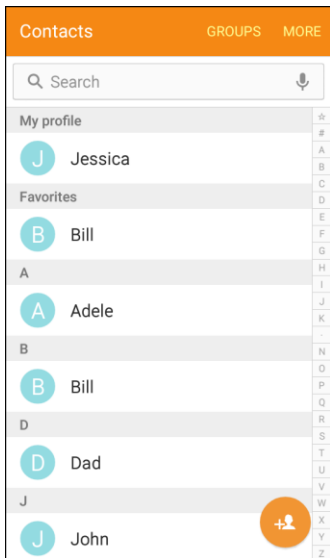 Contacts GROUPS MORE
Search
My profile
J Jessica
Favorites
B Bill
A
A Adele
B
B Bill
D
D Dad
J
J John
☆
#
A
B
C
D
E
F
G
H
I
J
K
·
N
O
P
Q
R
S
T
U
V
W
X
Y
Z